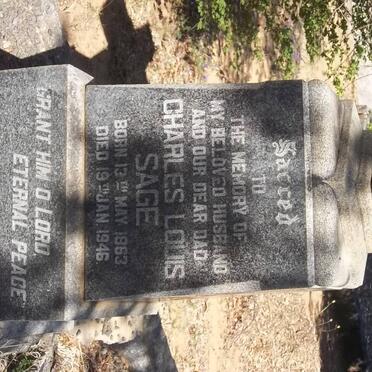 Sacred
TO
THE MEMORY OF
MY BELOVED HUSBAND
AND OUR DEAR DAD
CHARLES LOUIS
SAGE
BORN 13TH MAY 1863
DIED 19TH JAN 1946
GRANT HIM O LORD
ETERNAL PEACE